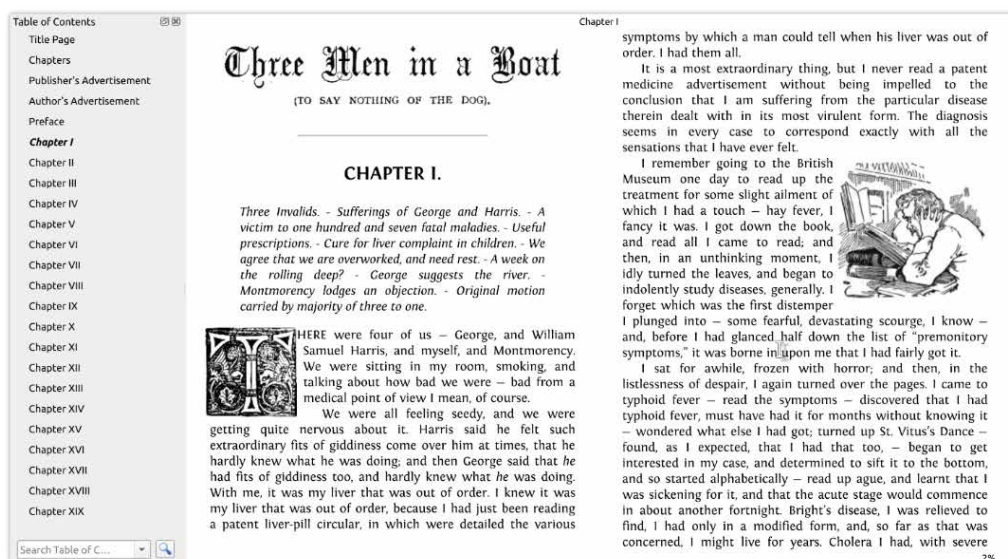 Table of Contents
Title Page
Chapters
Publisher's Advertisement
Author's Advertisement
Preface
Chapter I
Chapter II
Chapter III
Chapter IV
Chapter V
Chapter VI
Chapter VII
Chapter VIII
Chapter IX
Chapter X
Chapter XI
Chapter XII
Chapter XIII
Chapter XIV
Chapter XV
Chapter XVI
Chapter XVII
Chapter XVIII
Chapter XIX
Search Table of C...
Chapter I
Three Men in a Boat
(TO SAY NOTHING OF THE DOG).
CHAPTER I.
Three Invalids. - Sufferings of George and Harris. - A
victim to one hundred and seven fatal maladies. - Useful
prescriptions. - Cure for liver complaint in children. - We
agree that we are overworked, and need rest. - A week on
the rolling deep? - George suggests the river. -
Montmorency lodges an objection. - Original motion
carried by majority of three to one.
THERE were four of us – George, and William
Samuel Harris, and myself, and Montmorency.
We were sitting in my room, smoking, and
talking about how bad we were – bad from a
medical point of view I mean, of course.
We were all feeling seedy, and we were
getting quite nervous about it. Harris said he felt such
extraordinary fits of giddiness come over him at times, that he
hardly knew what he was doing; and then George said that he
had fits of giddiness too, and hardly knew what he was doing.
With me, it was my liver that was out of order. I knew it was
my liver that was out of order, because I had just been reading
a patent liver-pill circular, in which were detailed the various
symptoms by which a man could tell when his liver was out of
order. I had them all.
It is a most extraordinary thing, but I never read a patent
medicine advertisement without being impelled to the
conclusion that I am suffering from the particular disease
therein dealt with in its most virulent form. The diagnosis
seems in every case to correspond exactly with all the
sensations that I have ever felt.
I remember going to the British
Museum one day to read up the
treatment for some slight ailment of
which I had a touch – hay fever, I
fancy it was. I got down the book,
and read all I came to read; and
then, in an unthinking moment, I
idly turned the leaves, and began to
indolently study diseases, generally. I
forget which was the first distemper
I plunged into – some fearful, devastating scourge, I know –
and, before I had glanced half down the list of “premonitory
symptoms,” it was borne in upon me that I had fairly got it.
I sat for awhile, frozen with horror; and then, in the
listlessness of despair, I again turned over the pages. I came to
typhoid fever – read the symptoms – discovered that I had
typhoid fever, must have had it for months without knowing it
– wondered what else I had got; turned up St. Vitus's Dance –
found, as I expected, that I had that too, – began to get
interested in my case, and determined to sift it to the bottom,
and so started alphabetically – read up ague, and learnt that I
was sickening for it, and that the acute stage would commence
in about another fortnight. Bright's disease, I was relieved to
find, I had only in a modified form, and, so far as that was
concerned, I might live for years. Cholera I had, with severe